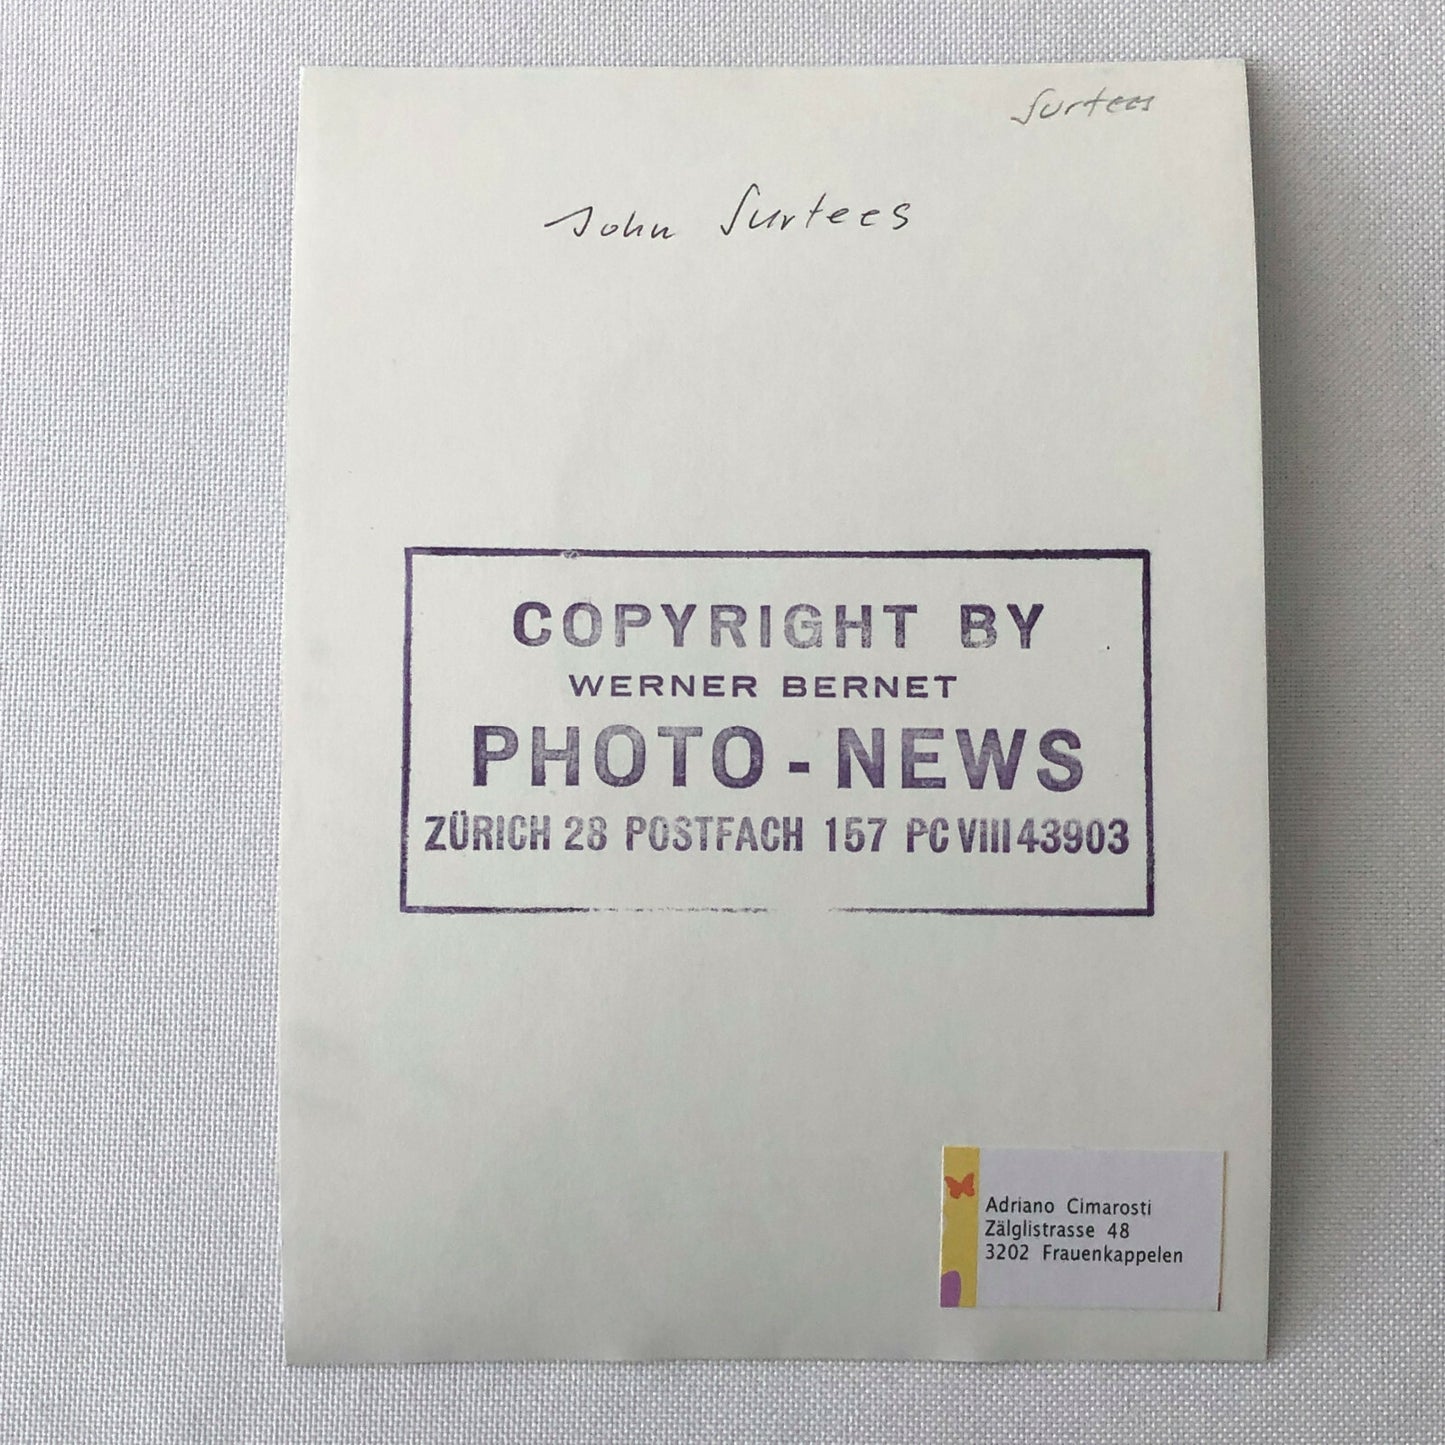 Surtees
John Surtees
COPYRIGHT BY
WERNER BERNET
PHOTO - NEWS
ZÜRICH 28 POSTFACH 157 PC VIII 43903
Adriano Cimarosti
Zälglistrasse 48
3202 Frauenkappelen